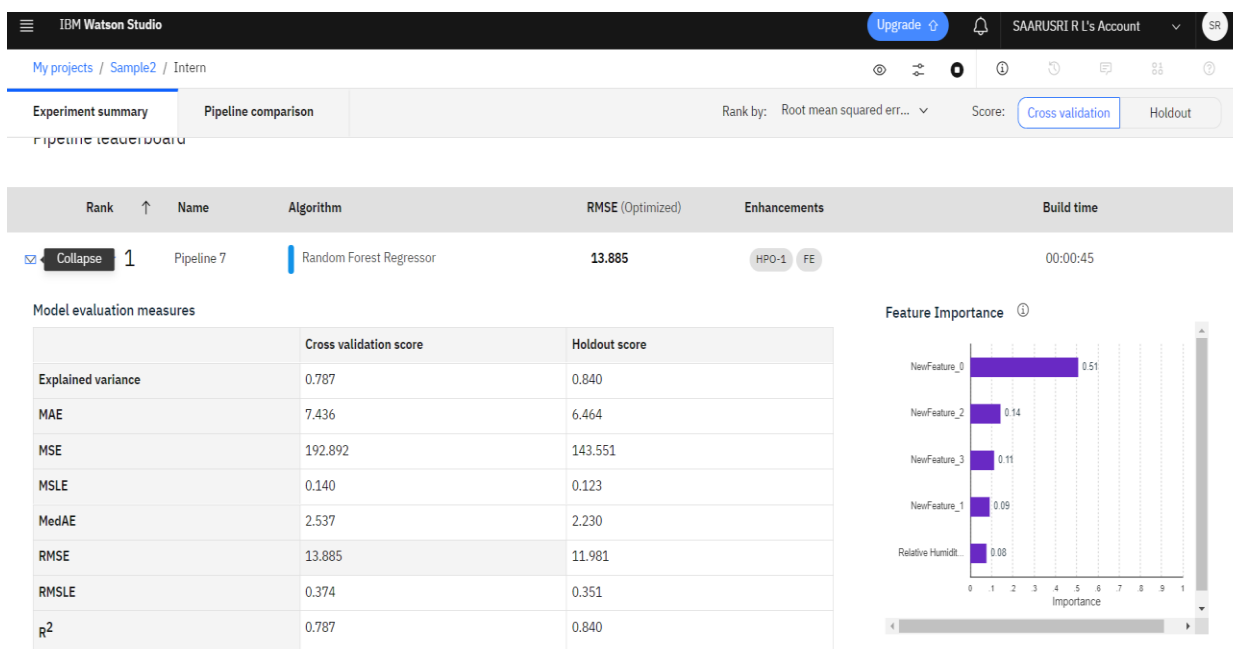 IBM Watson Studio
Upgrade
SAARUSRI R L's Account
SR
My projects / Sample2 / Intern
Experiment summary
Pipeline comparison
Rank by: Root mean squared err...
Score: Cross validation Holdout
Pipeline leaderboard
Rank ↑ Name Algorithm RMSE (Optimized) Enhancements Build time
Collapse 1 Pipeline 7 Random Forest Regressor 13.885 HPO-1 FE 00:00:45
Model evaluation measures
Cross validation score Holdout score
Explained variance 0.787 0.840
MAE 7.436 6.464
MSE 192.892 143.551
MSLE 0.140 0.123
MedAE 2.537 2.230
RMSE 13.885 11.981
RMSLE 0.374 0.351
R² 0.787 0.840
Feature Importance
NewFeature_0 0.51
NewFeature_2 0.14
NewFeature_3 0.11
NewFeature_1 0.09
Relative Humidit... 0.08
0 .1 .2 .3 .4 .5 .6 .7 .8 .9 1
Importance